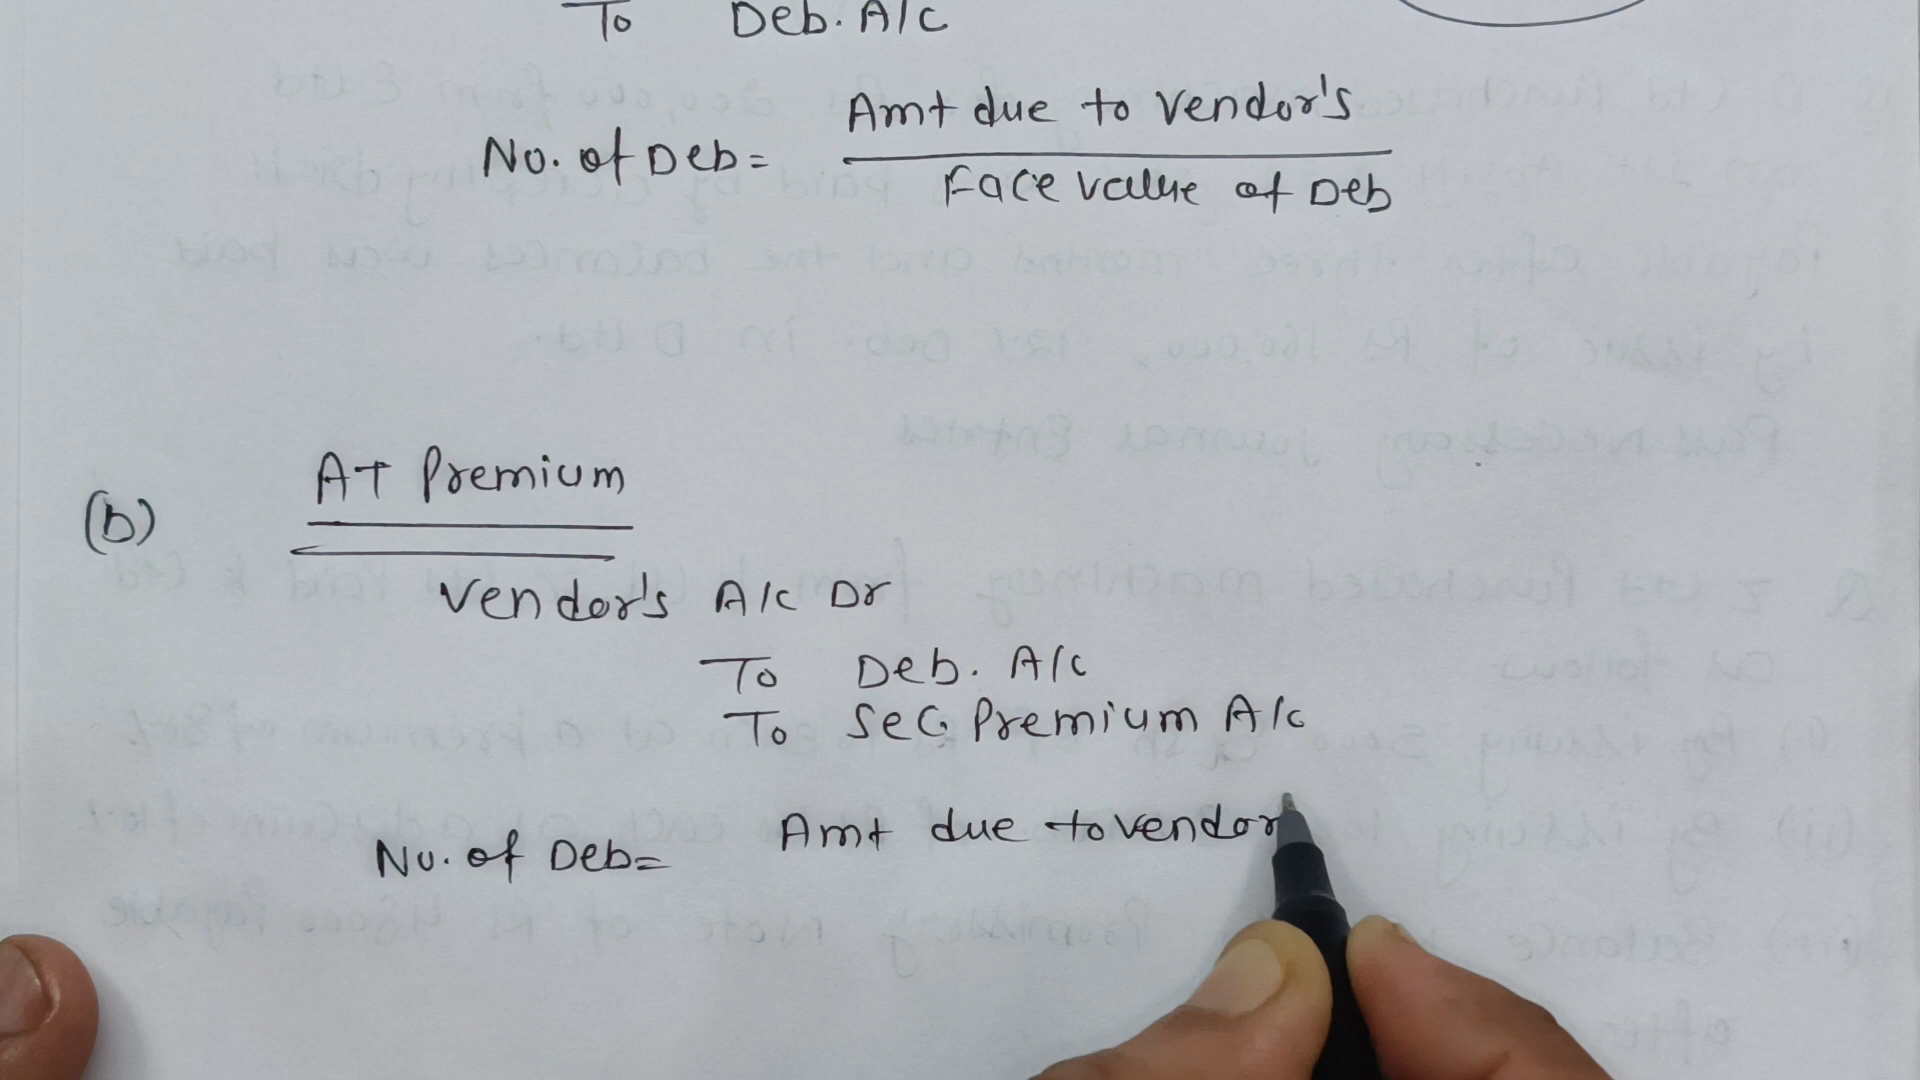 To Deb. A/c
No. of Deb = Amt due to vendor's
Face value of Deb
(b) At Premium
Vendor's A/c Dr
To Deb. A/c
To Sec. Premium A/c
No. of Deb = Amt due to vendor